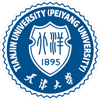 TIANJIN UNIVERSITY (PEIYANG UNIVERSITY)
北洋
1895
天津大学